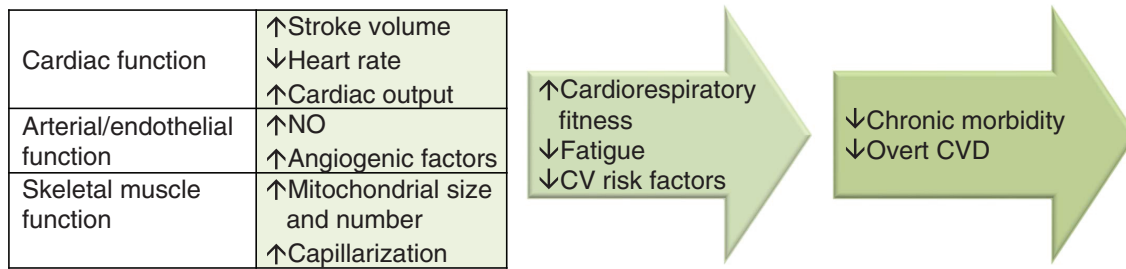 Cardiac function
↑Stroke volume
↓Heart rate
↑Cardiac output
Arterial/endothelial
function
↑NO
↑Angiogenic factors
Skeletal muscle
function
↑Mitochondrial size
and number
↑Capillarization
↑Cardiorespiratory
fitness
↓Fatigue
↓CV risk factors
↓Chronic morbidity
↓Overt CVD